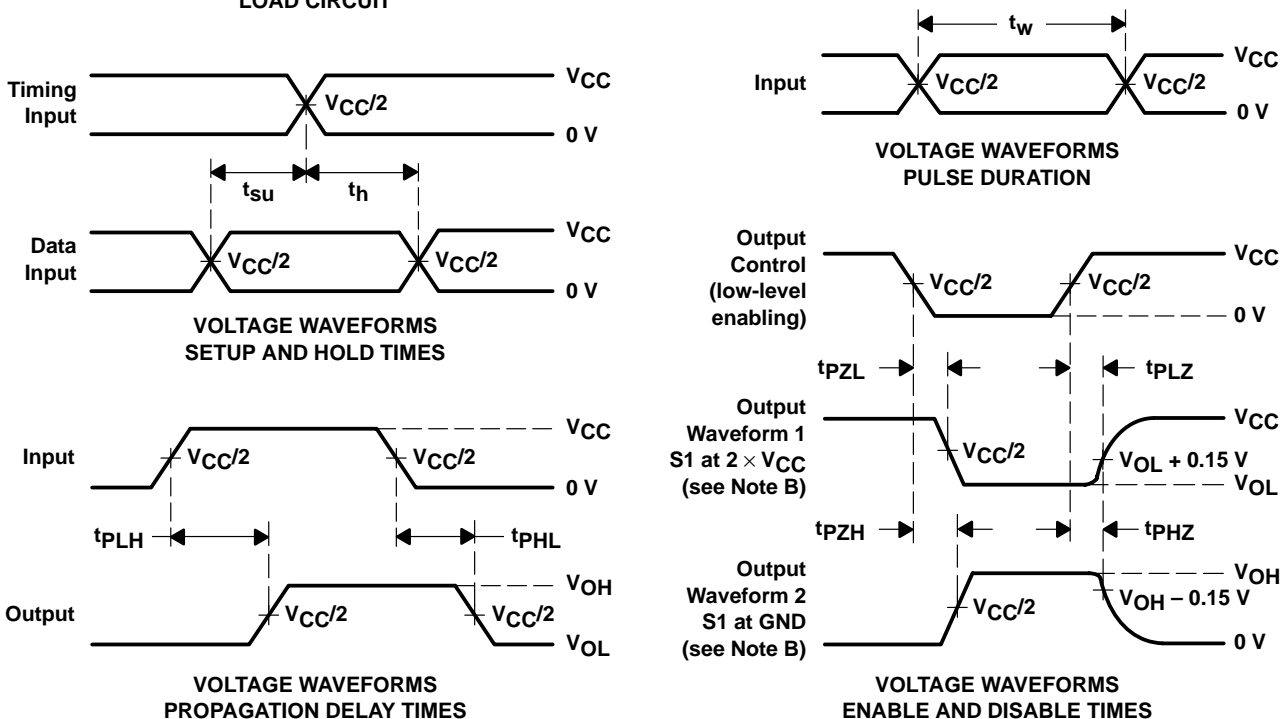 LOAD CIRCUIT
Timing
Input
VCC
VCC/2
0 V
tsu
th
Data
Input
VCC
VCC/2
VCC/2
0 V
VOLTAGE WAVEFORMS
SETUP AND HOLD TIMES
Input
VCC
VCC/2
VCC/2
0 V
tPLH
tPHL
Output
VOH
VCC/2
VCC/2
VOL
VOLTAGE WAVEFORMS
PROPAGATION DELAY TIMES
tw
Input
VCC
VCC/2
VCC/2
0 V
VOLTAGE WAVEFORMS
PULSE DURATION
Output
Control
(low-level
enabling)
VCC
VCC/2
VCC/2
0 V
tPZL
tPLZ
Output
Waveform 1
S1 at 2 × VCC
(see Note B)
VCC
VCC/2
VOL + 0.15 V
VOL
tPZH
tPHZ
Output
Waveform 2
S1 at GND
(see Note B)
VOH
VCC/2
VOH − 0.15 V
0 V
VOLTAGE WAVEFORMS
ENABLE AND DISABLE TIMES